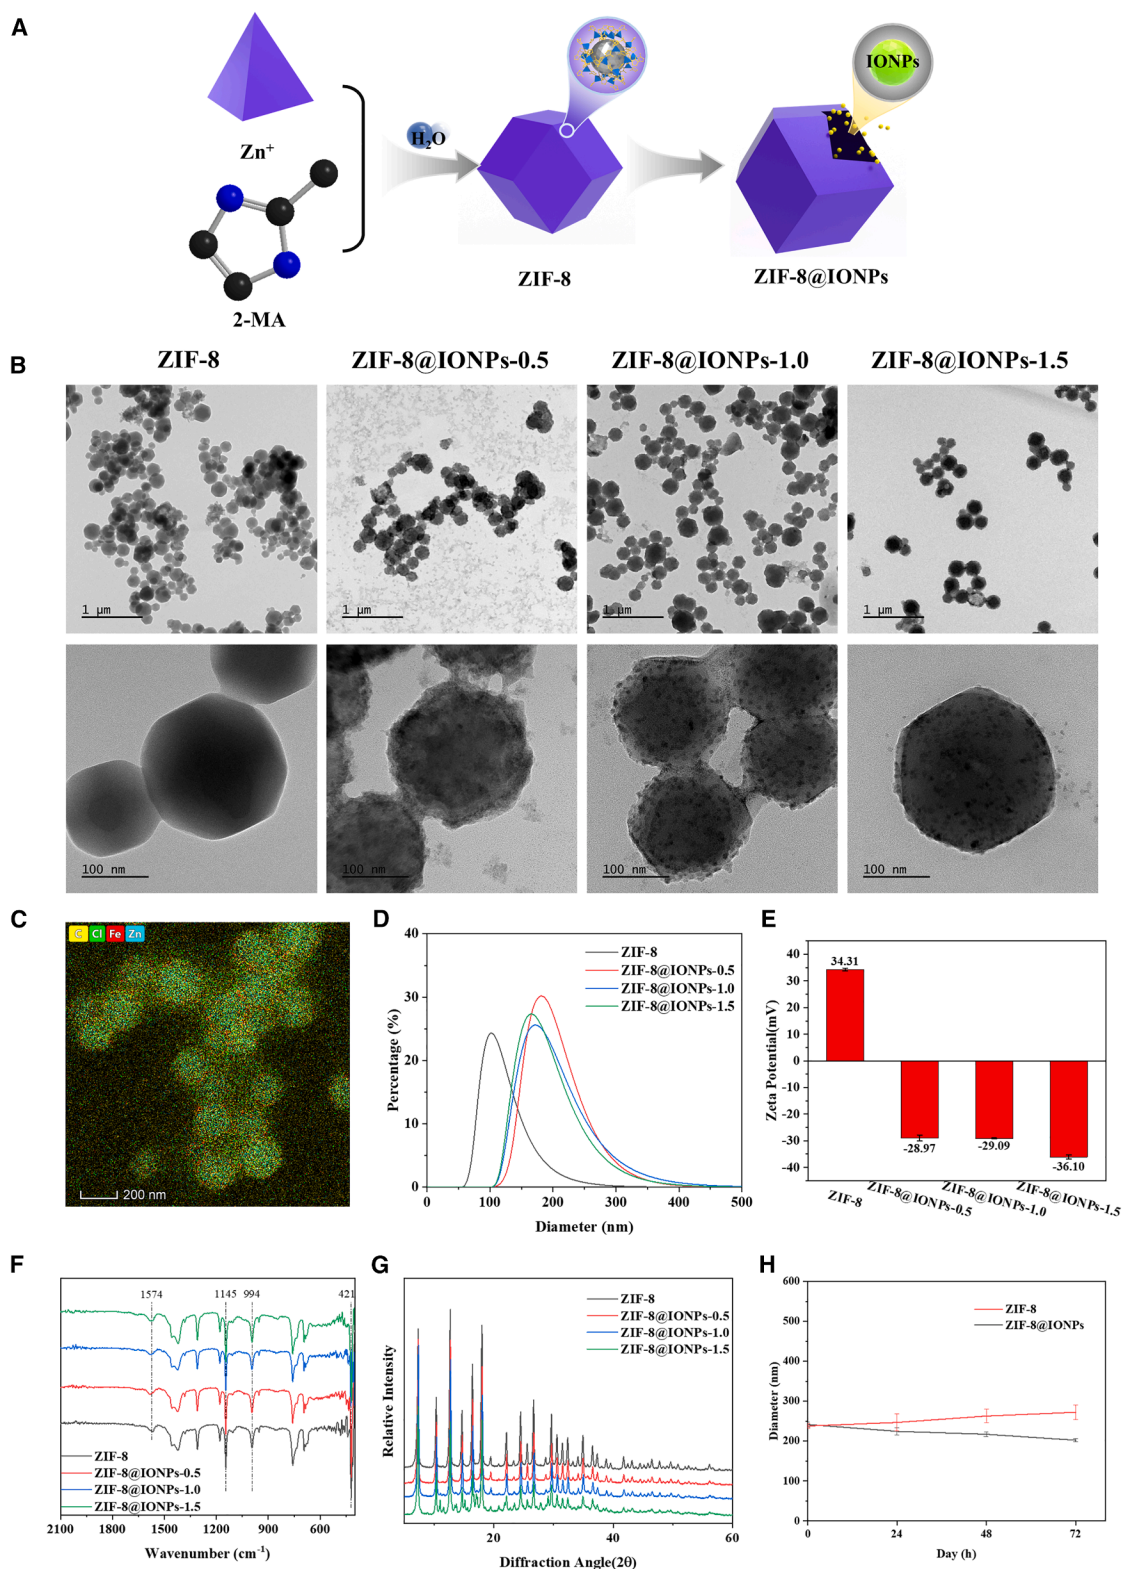 A
Zn⁺
2-MA
H₂O
ZIF-8
IONPs
ZIF-8@IONPs
B
ZIF-8
ZIF-8@IONPs-0.5
ZIF-8@IONPs-1.0
ZIF-8@IONPs-1.5
1 μm
1 μm
1 μm
1 μm
100 nm
100 nm
100 nm
100 nm
C
C Cl Fe Zn
200 nm
D
Percentage (%)
40
30
20
10
0
0 100 200 300 400 500
Diameter (nm)
ZIF-8
ZIF-8@IONPs-0.5
ZIF-8@IONPs-1.0
ZIF-8@IONPs-1.5
E
Zeta Potential(mV)
40
30
20
10
0
-10
-20
-30
-40
34.31
-28.97
-29.09
-36.10
ZIF-8
ZIF-8@IONPs-0.5
ZIF-8@IONPs-1.0
ZIF-8@IONPs-1.5
F
1574 1145 994 421
ZIF-8
ZIF-8@IONPs-0.5
ZIF-8@IONPs-1.0
ZIF-8@IONPs-1.5
2100 1800 1500 1200 900 600
Wavenumber (cm⁻¹)
G
Relative Intensity
ZIF-8
ZIF-8@IONPs-0.5
ZIF-8@IONPs-1.0
ZIF-8@IONPs-1.5
20 40 60
Diffraction Angle(2θ)
H
Diameter (nm)
600
500
400
300
200
100
0
ZIF-8
ZIF-8@IONPs
0 24 48 72
Day (h)